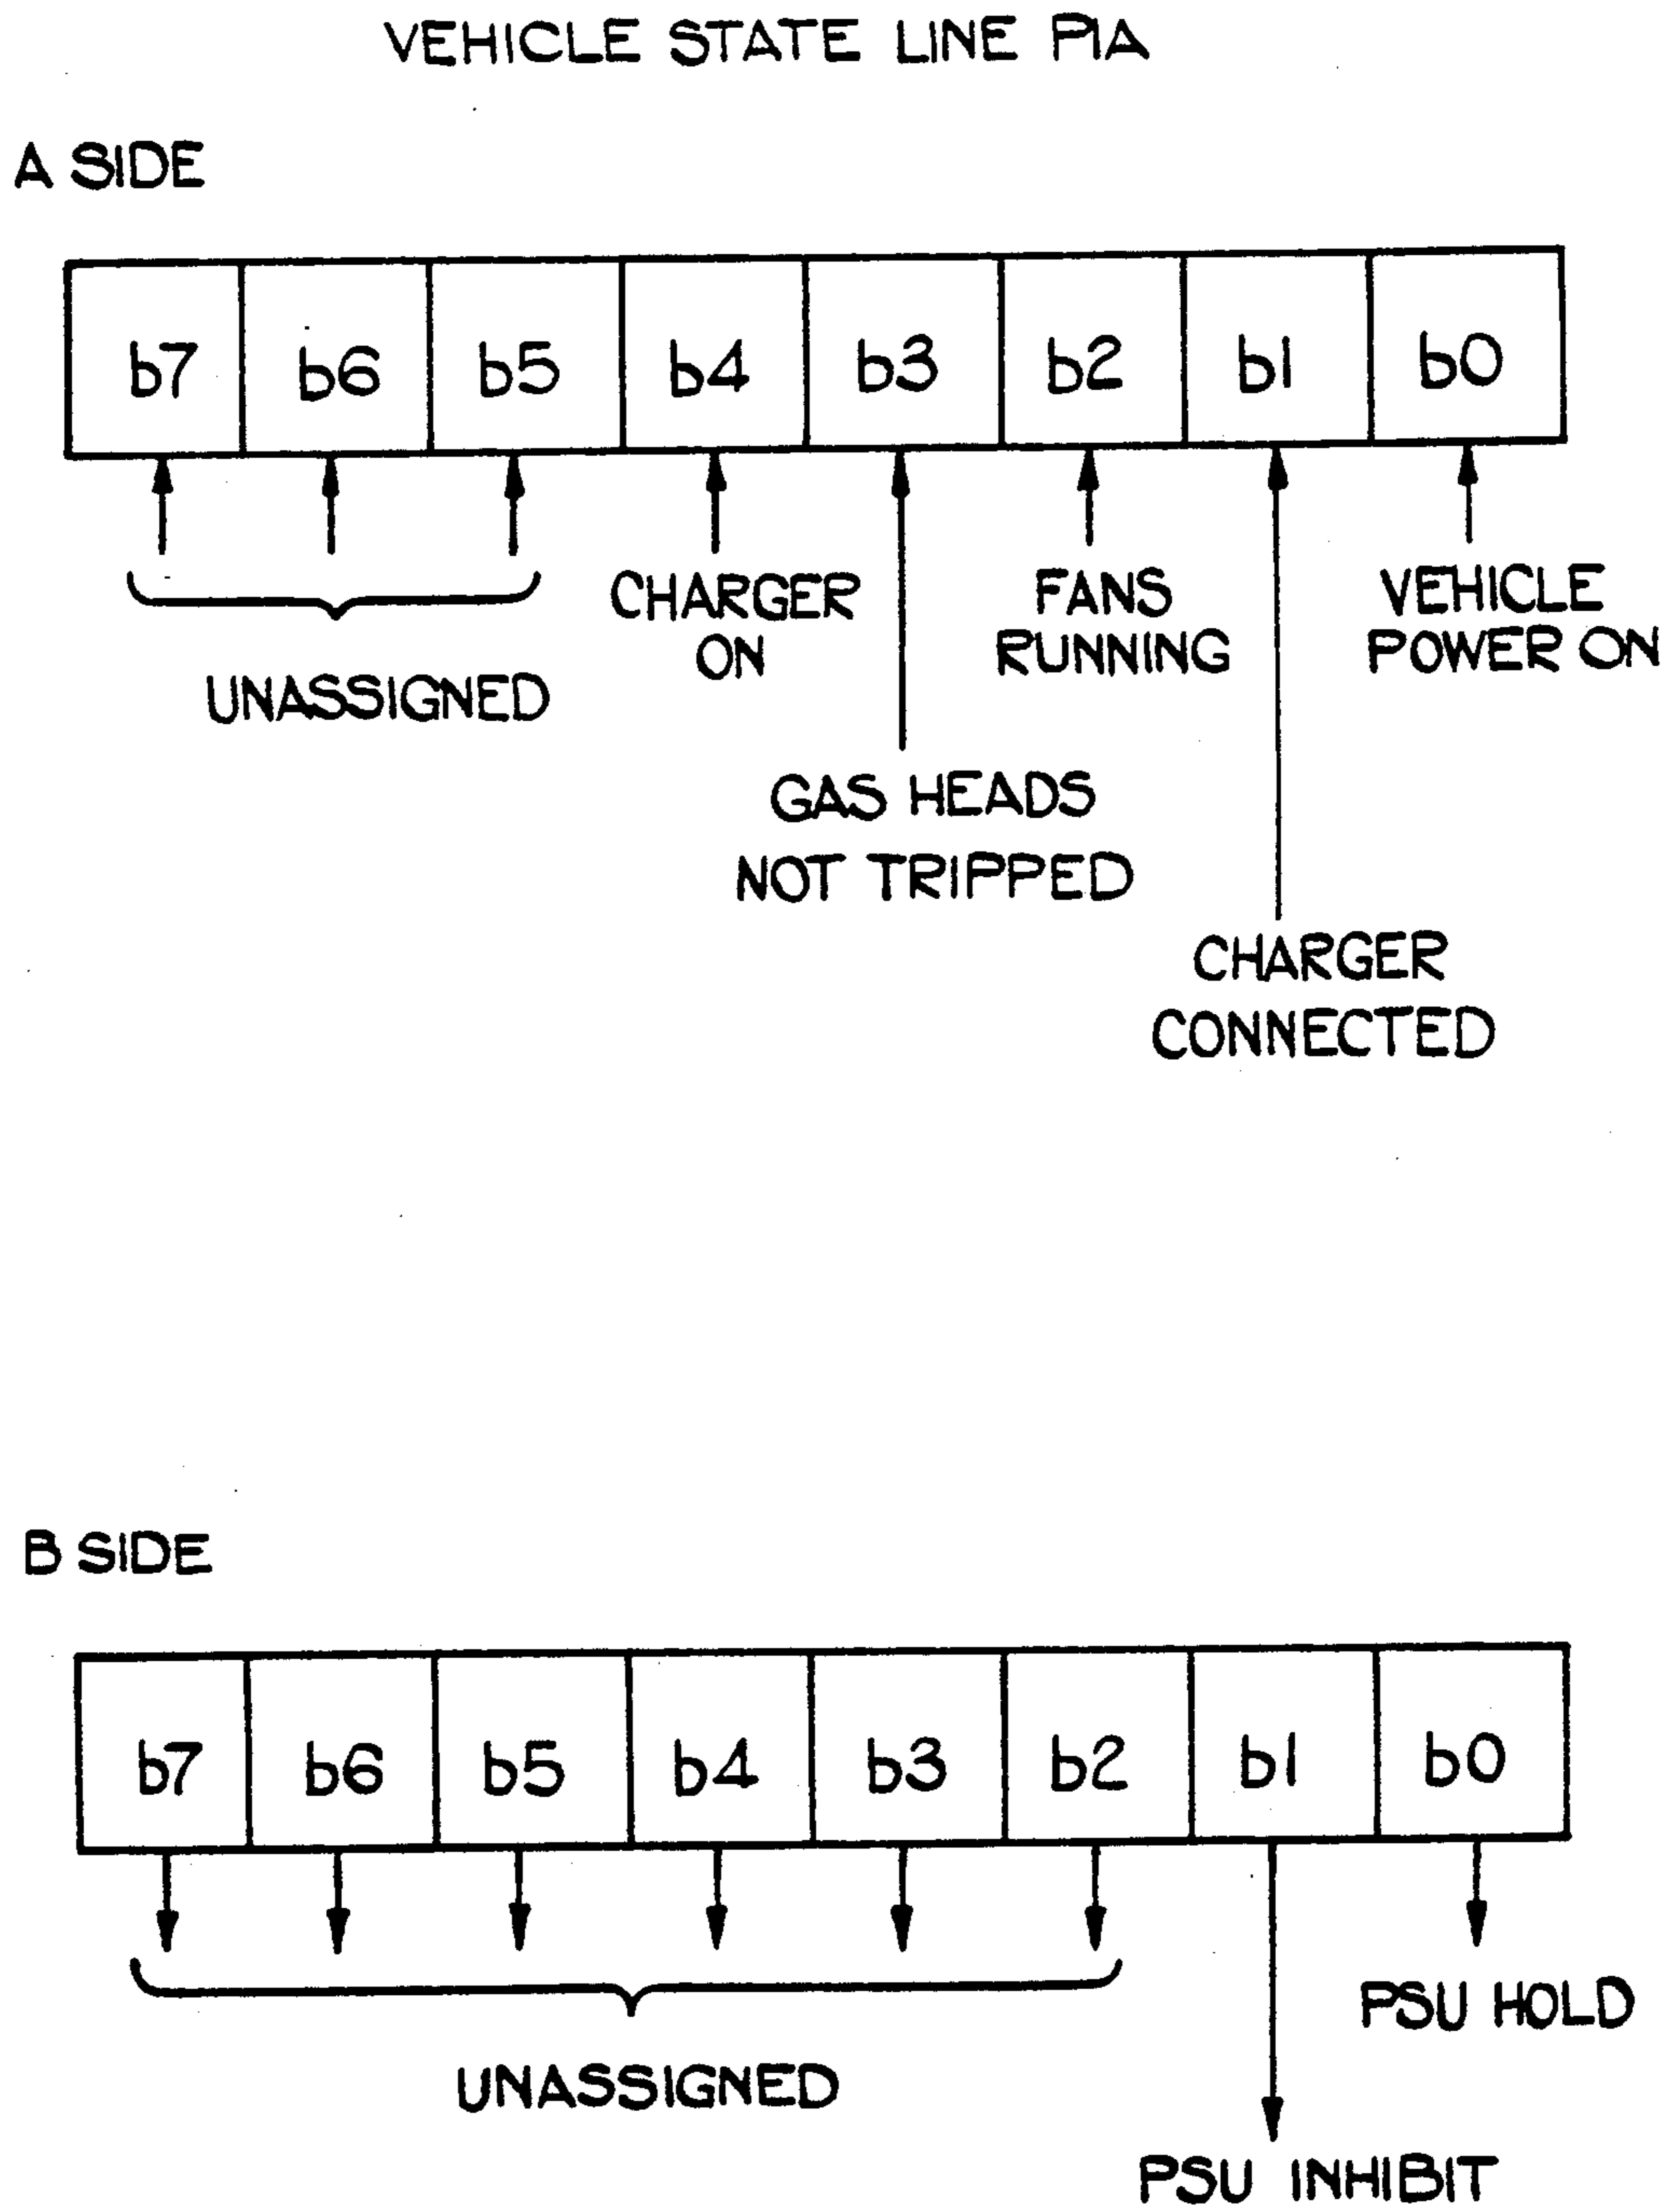 VEHICLE STATE LINE PIA
A SIDE
b7 b6 b5 b4 b3 b2 b1 b0
UNASSIGNED
CHARGER
ON
GAS HEADS
NOT TRIPPED
FANS
RUNNING
CHARGER
CONNECTED
VEHICLE
POWER ON
B SIDE
b7 b6 b5 b4 b3 b2 b1 b0
UNASSIGNED
PSU INHIBIT
PSU HOLD